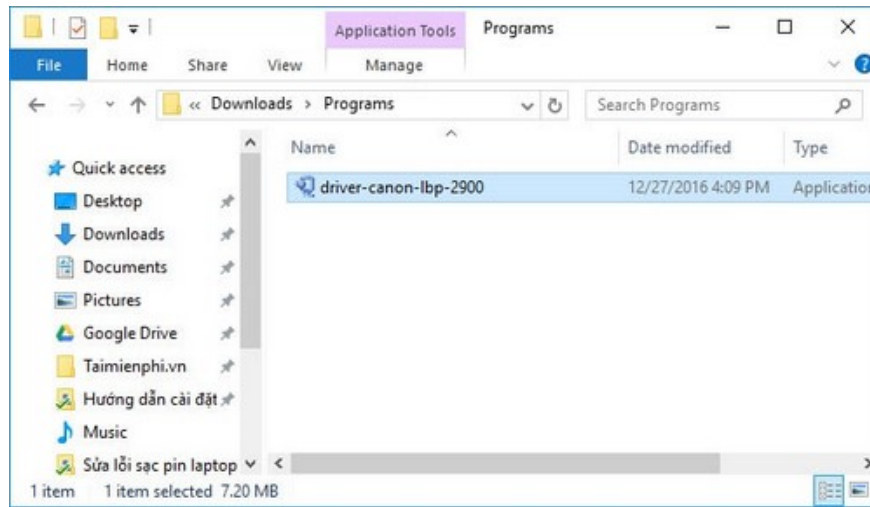 Application Tools Programs
File Home Share View Manage
« Downloads > Programs Search Programs
Name Date modified Type
Quick access
driver-canon-lbp-2900 12/27/2016 4:09 PM Application
Desktop
Downloads
Documents
Pictures
Google Drive
Taimienphi.vn
Hướng dẫn cài đặt
Music
Sửa lỗi sạc pin laptop
1 item 1 item selected 7.20 MB